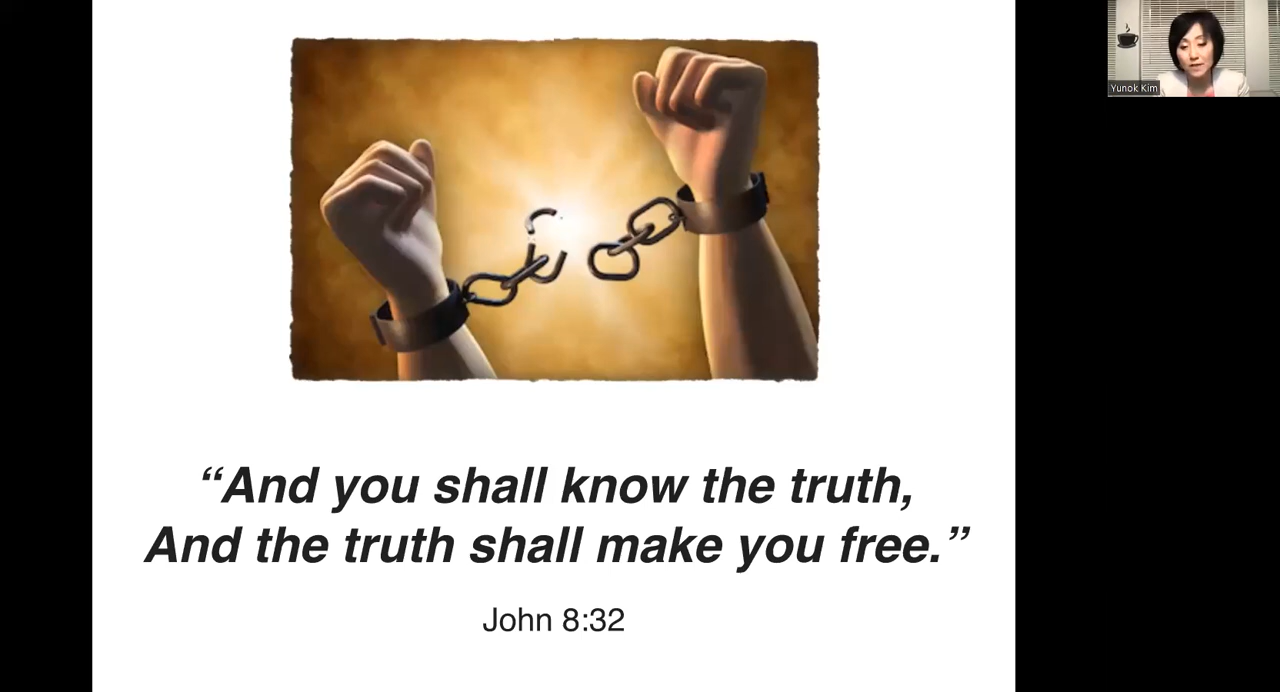 “And you shall know the truth,
And the truth shall make you free.”
John 8:32
Yunok Kim